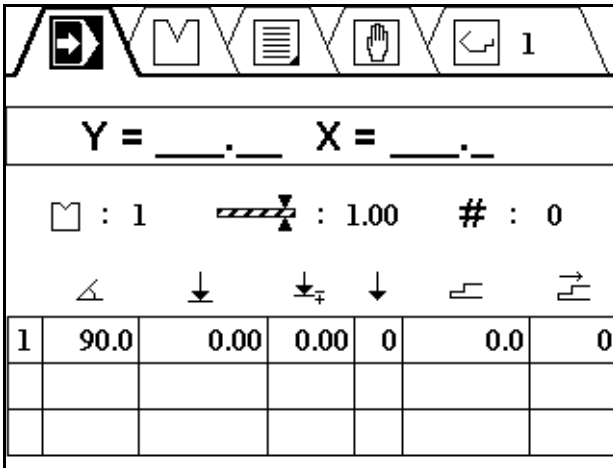 1
Y = ___.__ X = ___._
: 1 : 1.00 # : 0
1 90.0 0.00 0.00 0 0.0 0